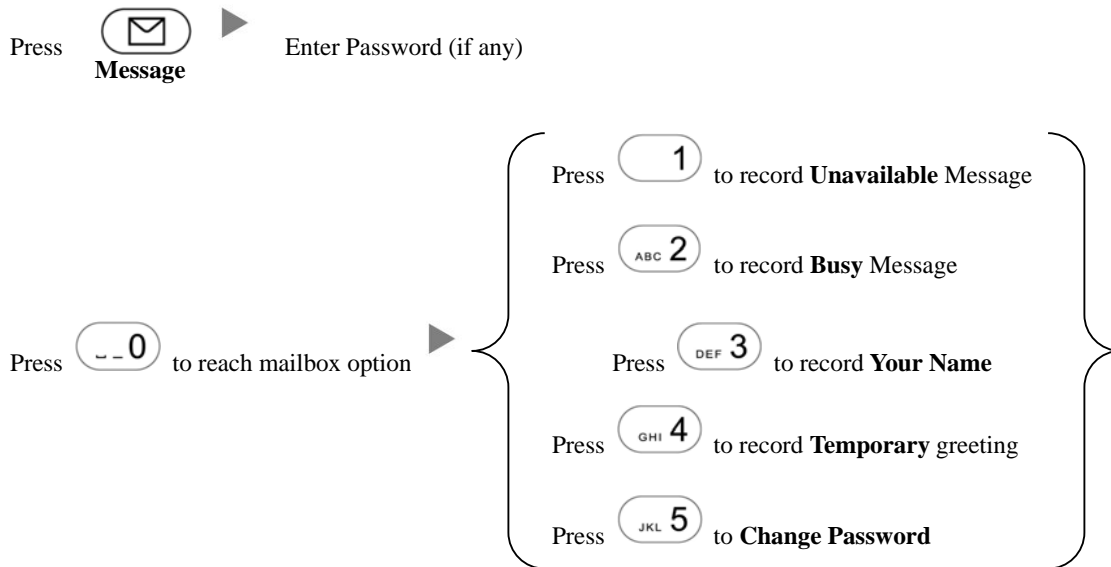 Press Enter Password (if any)
Message
Press 1 to record Unavailable Message
Press ABC 2 to record Busy Message
Press _ _ 0 to reach mailbox option
Press DEF 3 to record Your Name
Press GHI 4 to record Temporary greeting
Press JKL 5 to Change Password